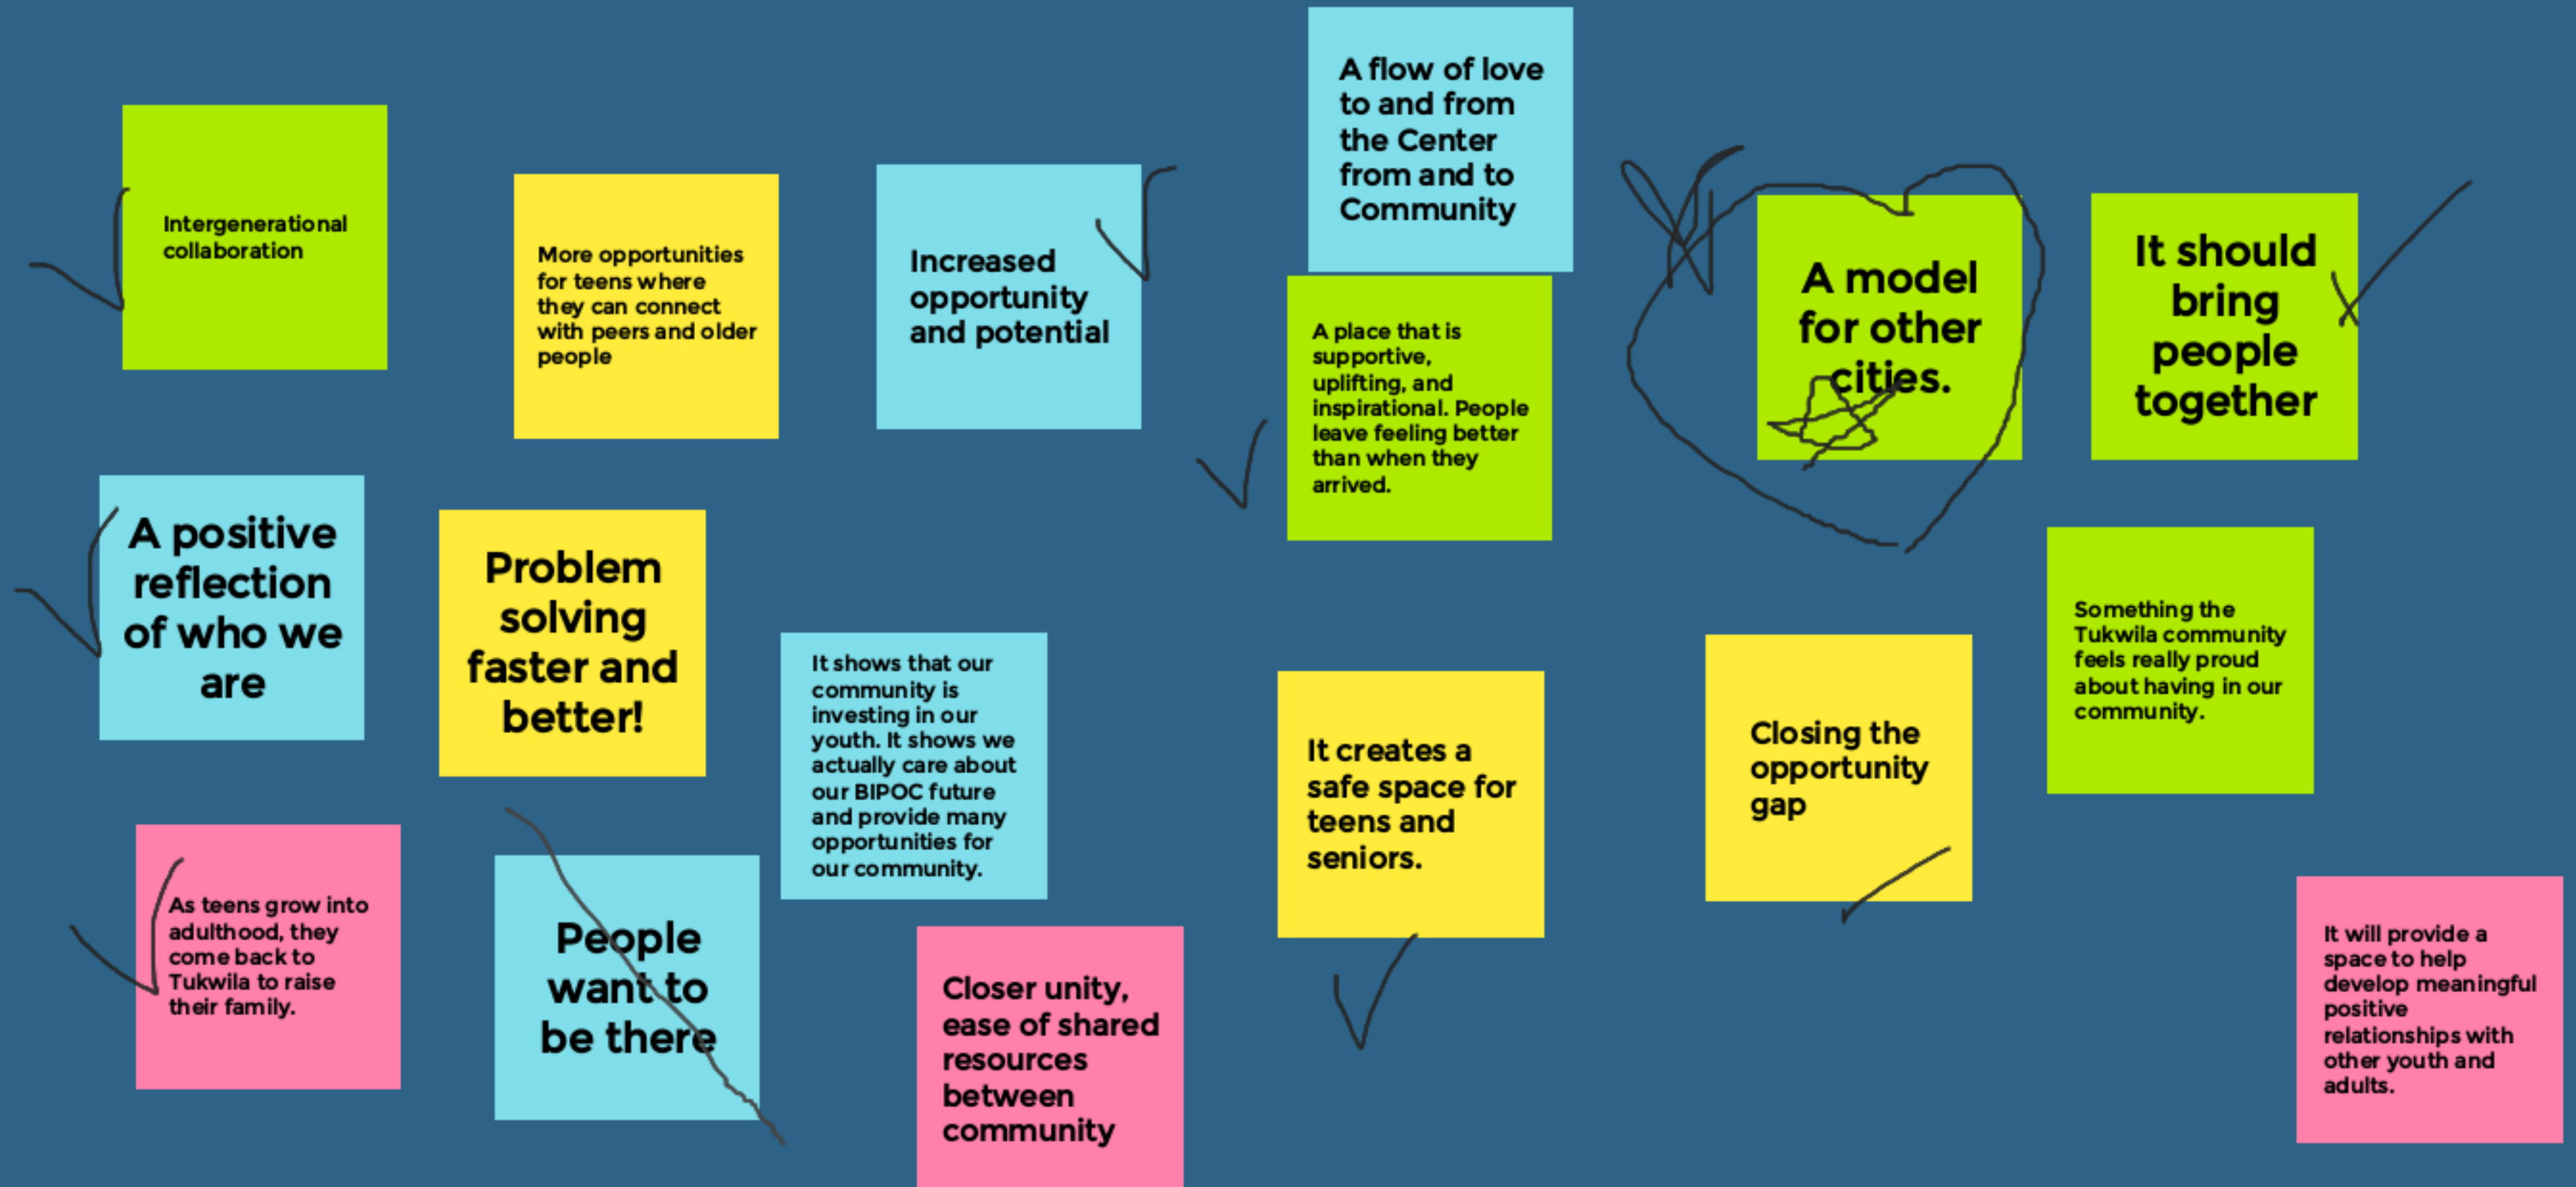 Intergenerational
collaboration
More opportunities
for teens where
they can connect
with peers and older
people
Increased
opportunity
and potential
A flow of love
to and from
the Center
from and to
Community
A place that is
supportive,
uplifting, and
inspirational. People
leave feeling better
than when they
arrived.
A model
for other
cities.
It should
bring
people
together
A positive
reflection
of who we
are
Problem
solving
faster and
better!
It shows that our
community is
investing in our
youth. It shows we
actually care about
our BIPOC future
and provide many
opportunities for
our community.
It creates a
safe space for
teens and
seniors.
Closing the
opportunity
gap
Something the
Tukwila community
feels really proud
about having in our
community.
As teens grow into
adulthood, they
come back to
Tukwila to raise
their family.
People
want to
be there
Closer unity,
ease of shared
resources
between
community
It will provide a
space to help
develop meaningful
positive
relationships with
other youth and
adults.